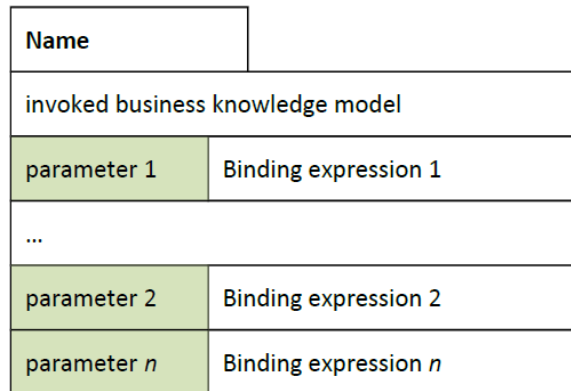 Name
invoked business knowledge model
parameter 1 Binding expression 1
...
parameter 2 Binding expression 2
parameter n Binding expression n